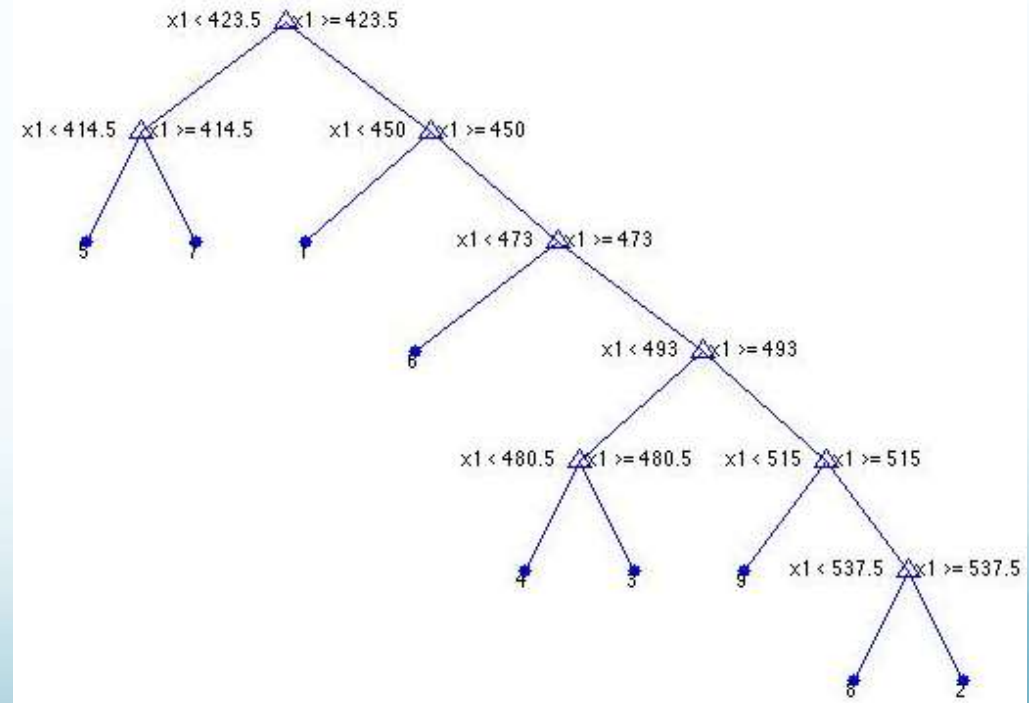 x1 < 423.5 x1 >= 423.5
x1 < 414.5 x1 >= 414.5 x1 < 450 x1 >= 450
5 7 1 x1 < 473 x1 >= 473
6 x1 < 493 x1 >= 493
x1 < 480.5 x1 >= 480.5 x1 < 515 x1 >= 515
4 3 9 x1 < 537.5 x1 >= 537.5
8 2